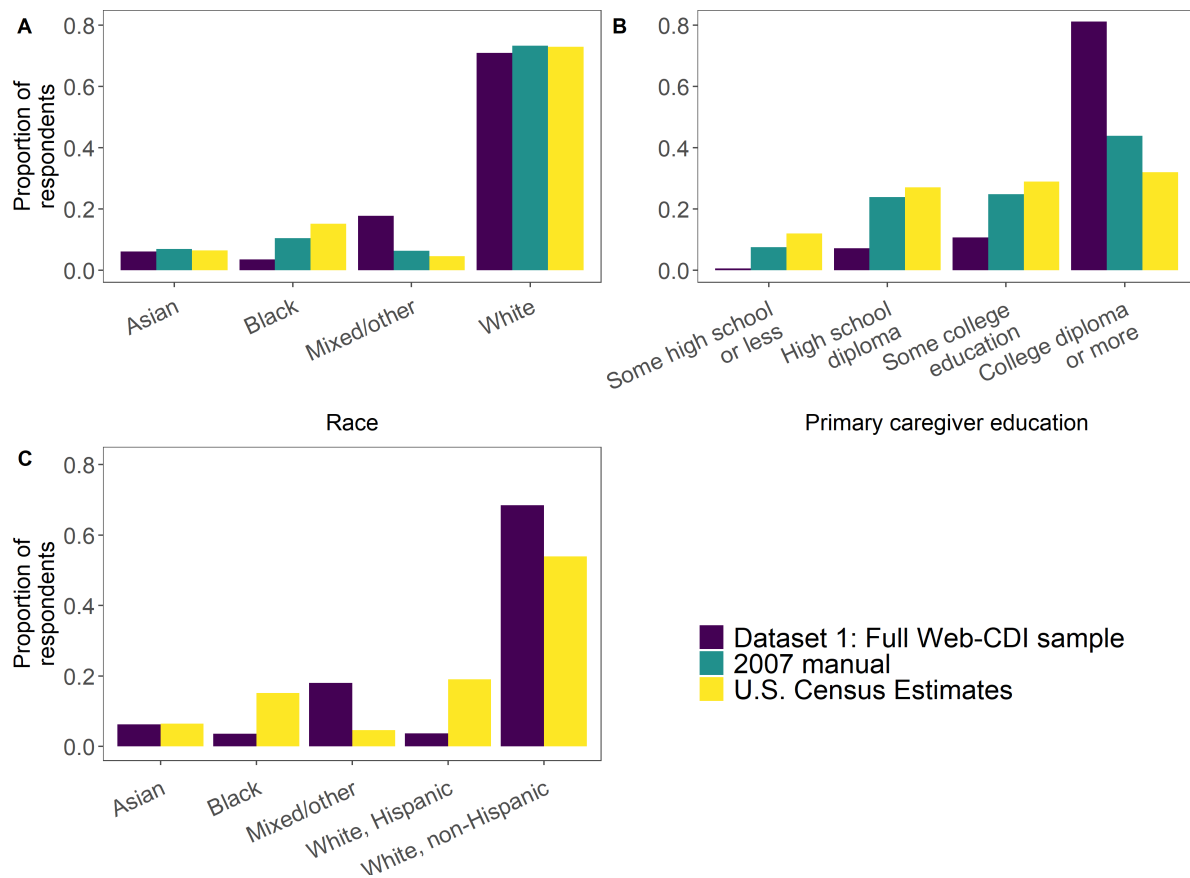 A
Proportion of
respondents
0.8
0.6
0.4
0.2
0.0
Asian
Black
Mixed/other
White
Race
B
0.8
0.6
0.4
0.2
0.0
Some high school
or less
High school
diploma
Some college
education
College diploma
or more
Primary caregiver education
C
Proportion of
respondents
0.8
0.6
0.4
0.2
0.0
Asian
Black
Mixed/other
White, Hispanic
White, non-Hispanic
Dataset 1: Full Web-CDI sample
2007 manual
U.S. Census Estimates